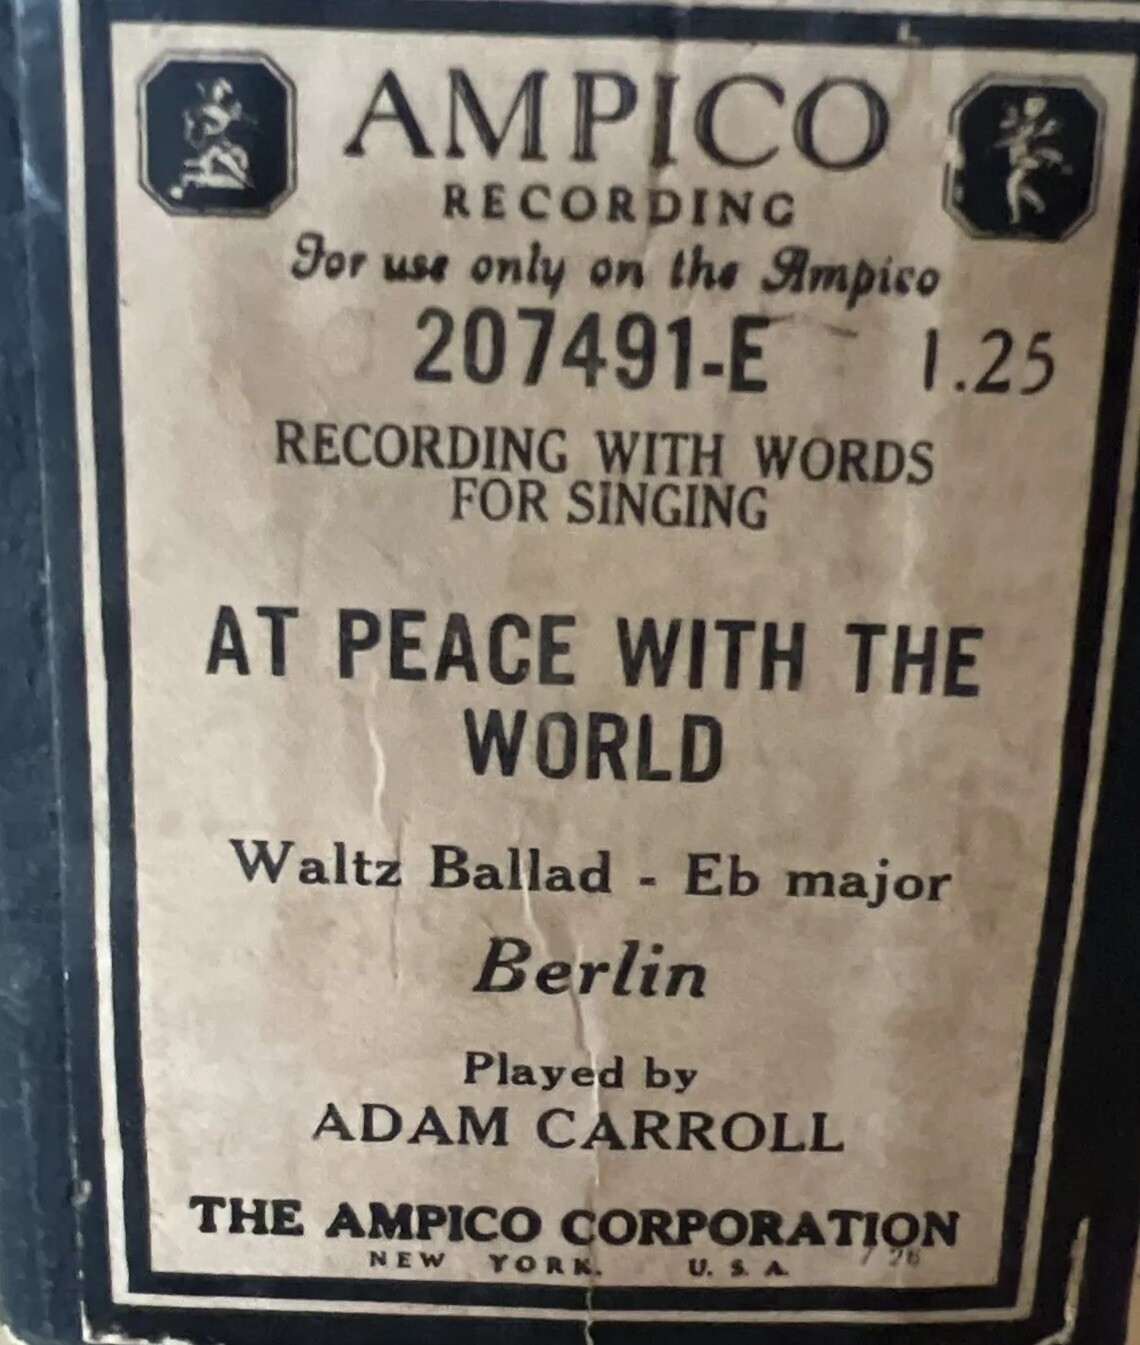 AMPICO
RECORDING
For use only on the Ampico
207491-E 1.25
RECORDING WITH WORDS
FOR SINGING
AT PEACE WITH THE
WORLD
Waltz Ballad - Eb major
Berlin
Played by
ADAM CARROLL
THE AMPICO CORPORATION
NEW YORK. U. S. A.